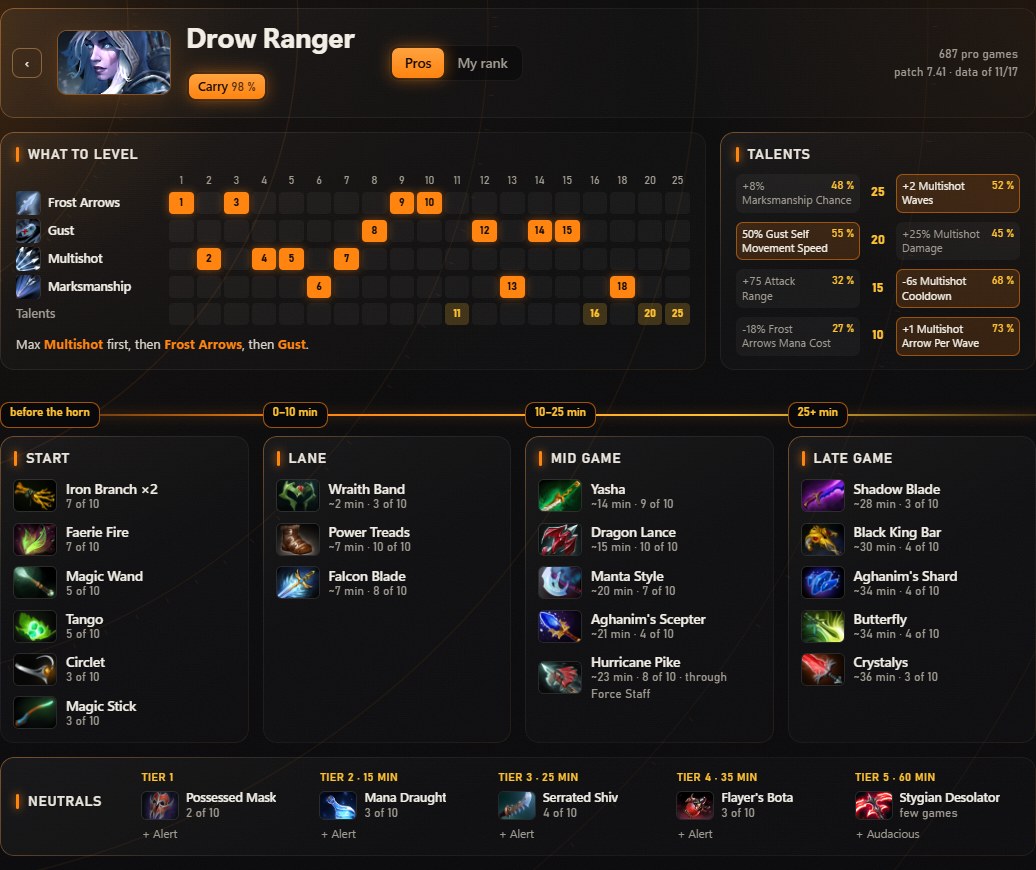 Drow Ranger
‹
Carry 98 %
Pros
My rank
687 pro games
patch 7.41 · data of 11/17
WHAT TO LEVEL
1 2 3 4 5 6 7 8 9 10 11 12 13 14 15 16 18 20 25
Frost Arrows 1 3 9 10
Gust 8 12 14 15
Multishot 2 4 5 7
Marksmanship 6 13 18
Talents 11 16 20 25
Max Multishot first, then Frost Arrows, then Gust.
TALENTS
+8% Marksmanship Chance 48 % 25 +2 Multishot Waves 52 %
50% Gust Self Movement Speed 55 % 20 +25% Multishot Damage 45 %
+75 Attack Range 32 % 15 -6s Multishot Cooldown 68 %
-18% Frost Arrows Mana Cost 27 % 10 +1 Multishot Arrow Per Wave 73 %
before the horn
0–10 min
10–25 min
25+ min
START
Iron Branch ×2
7 of 10
Faerie Fire
7 of 10
Magic Wand
5 of 10
Tango
5 of 10
Circlet
3 of 10
Magic Stick
3 of 10
LANE
Wraith Band
~2 min · 3 of 10
Power Treads
~7 min · 10 of 10
Falcon Blade
~7 min · 8 of 10
MID GAME
Yasha
~14 min · 9 of 10
Dragon Lance
~15 min · 10 of 10
Manta Style
~20 min · 7 of 10
Aghanim's Scepter
~21 min · 4 of 10
Hurricane Pike
~23 min · 8 of 10 · through
Force Staff
LATE GAME
Shadow Blade
~28 min · 3 of 10
Black King Bar
~30 min · 4 of 10
Aghanim's Shard
~34 min · 4 of 10
Butterfly
~34 min · 4 of 10
Crystalys
~36 min · 3 of 10
NEUTRALS
TIER 1
Possessed Mask
2 of 10
+ Alert
TIER 2 · 15 MIN
Mana Draught
3 of 10
+ Alert
TIER 3 · 25 MIN
Serrated Shiv
4 of 10
+ Alert
TIER 4 · 35 MIN
Flayer's Bota
3 of 10
+ Alert
TIER 5 · 60 MIN
Stygian Desolator
few games
+ Audacious